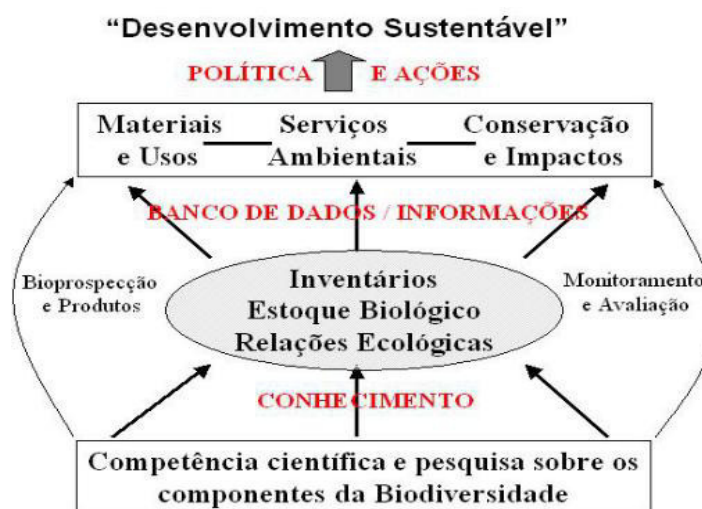 “Desenvolvimento Sustentável”
POLÍTICA E AÇÕES
Materiais Serviços Conservação
e Usos Ambientais e Impactos
BANCO DE DADOS / INFORMAÇÕES
Bioprospecção
e Produtos
Inventários
Estoque Biológico
Relações Ecológicas
Monitoramento
e Avaliação
CONHECIMENTO
Competência científica e pesquisa sobre os
componentes da Biodiversidade